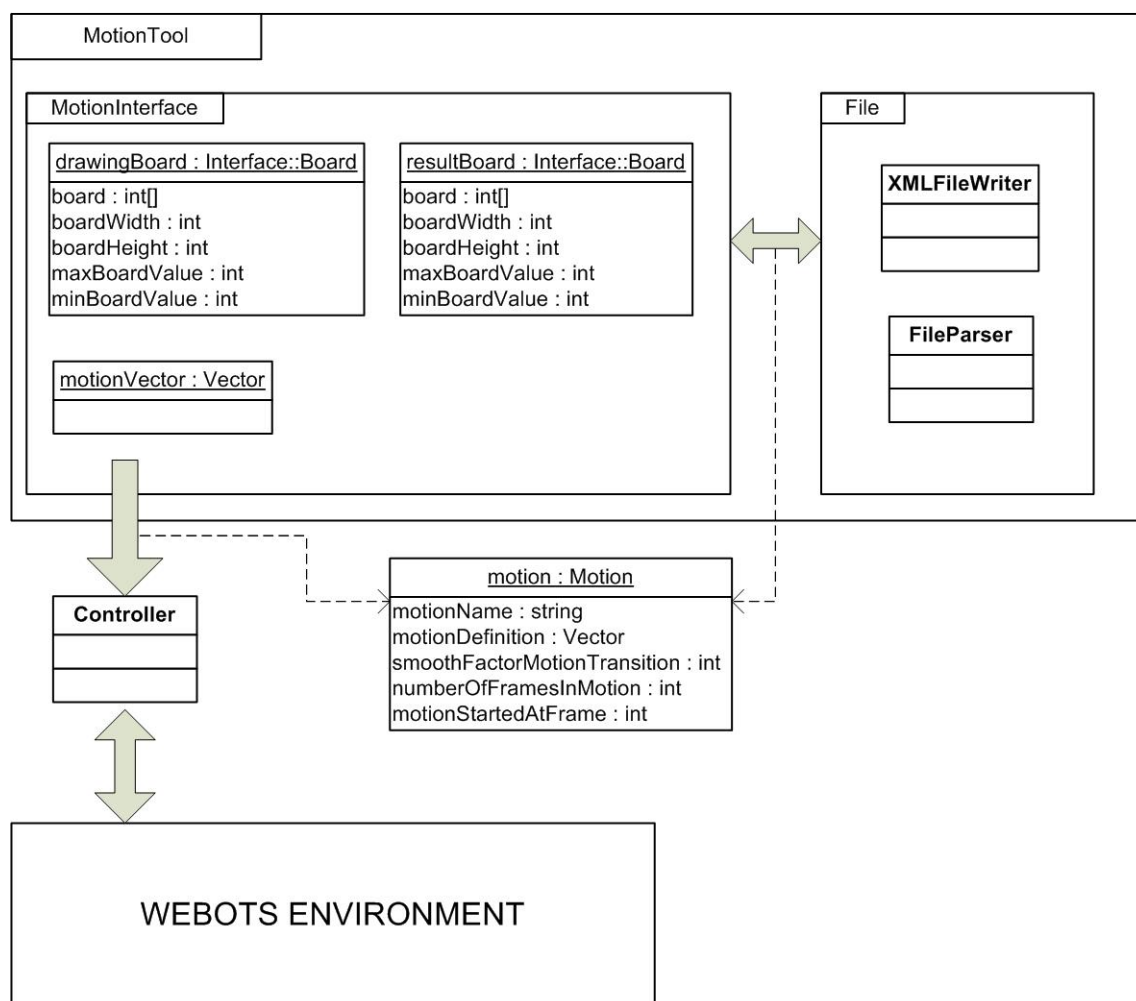 MotionTool
MotionInterface
File
drawingBoard : Interface::Board
board : int[]
boardWidth : int
boardHeight : int
maxBoardValue : int
minBoardValue : int
resultBoard : Interface::Board
board : int[]
boardWidth : int
boardHeight : int
maxBoardValue : int
minBoardValue : int
XMLFileWriter
FileParser
motionVector : Vector
motion : Motion
motionName : string
motionDefinition : Vector
smoothFactorMotionTransition : int
numberOfFramesInMotion : int
motionStartedAtFrame : int
Controller
WEBOTS ENVIRONMENT